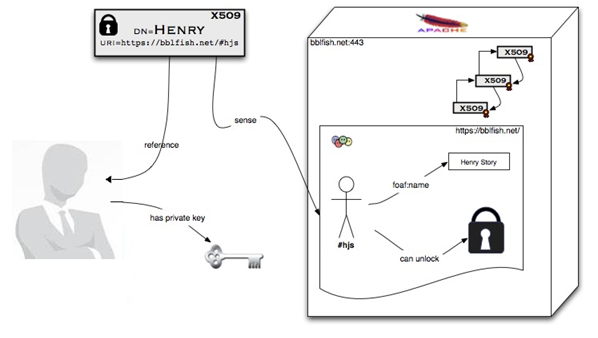 X509
DN=HENRY
URI=https://bblfish.net/#hjs
reference
sense
has private key
APACHE
bblfish.net:443
X509
X509
X509
https://bblfish.net/
foaf:name
Henry Story
#hjs
can unlock